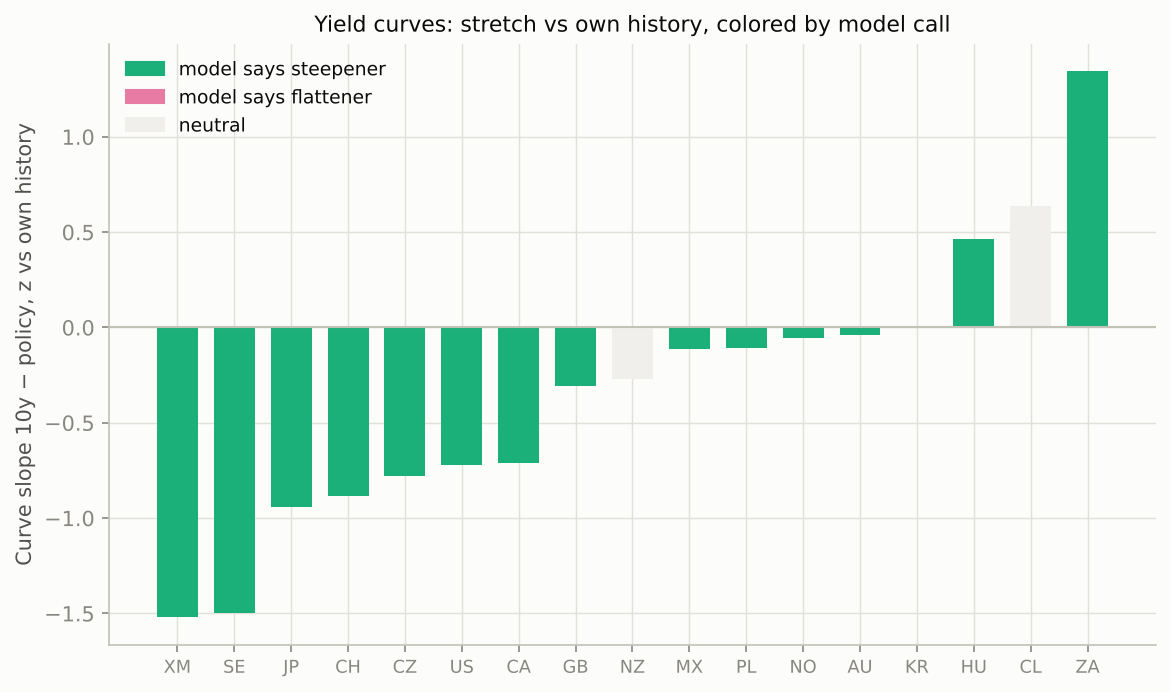 Yield curves: stretch vs own history, colored by model call
model says steepener
model says flattener
neutral
Curve slope 10y − policy, z vs own history
1.0
0.5
0.0
−0.5
−1.0
−1.5
XM SE JP CH CZ US CA GB NZ MX PL NO AU KR HU CL ZA